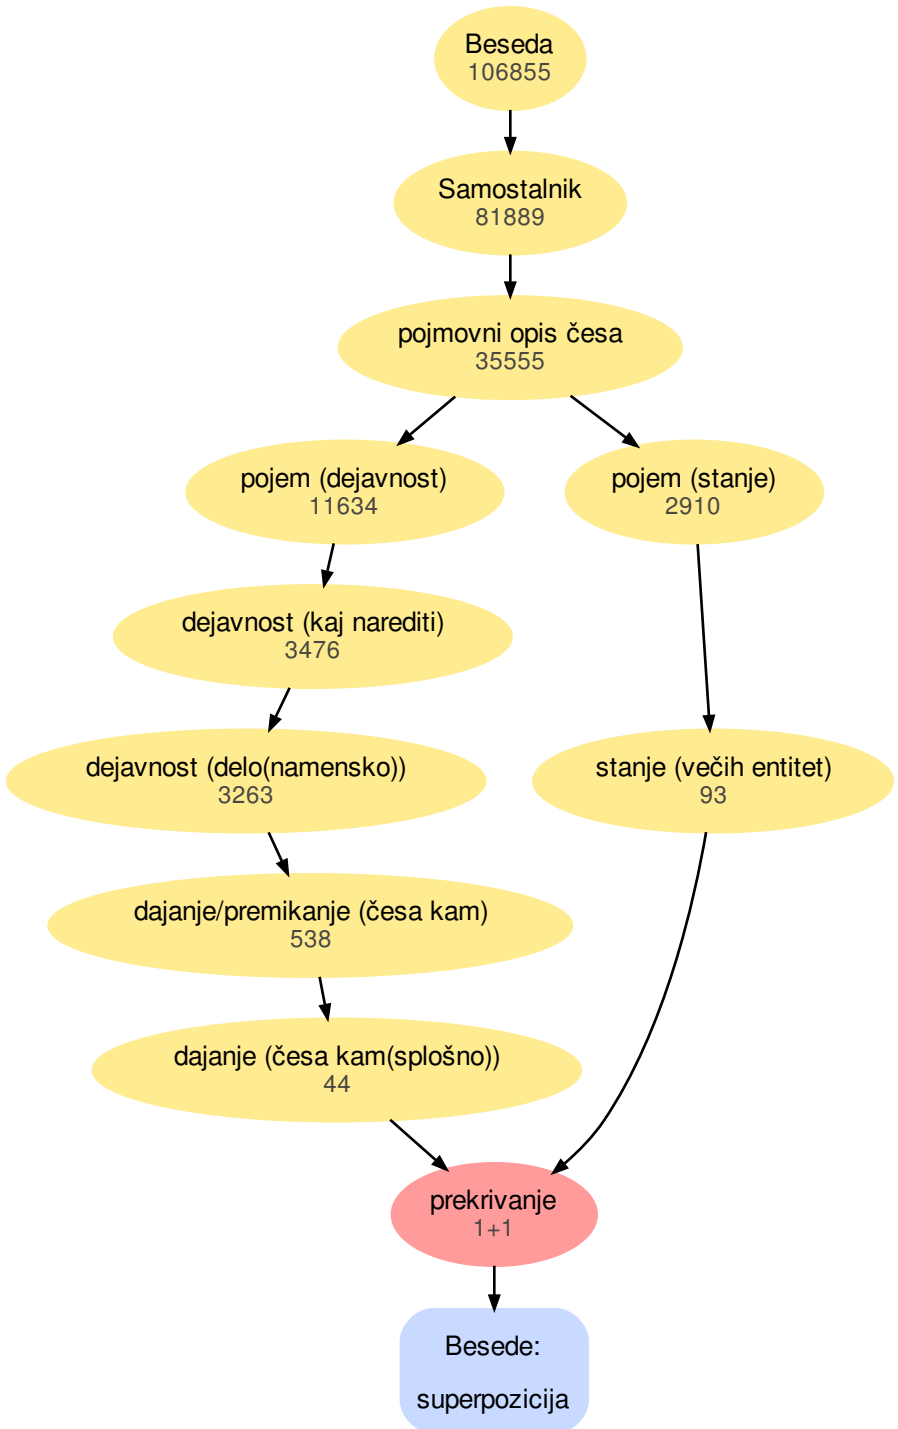 Beseda
106855
Samostalnik
81889
pojmovni opis česa
35555
pojem (dejavnost)
11634
pojem (stanje)
2910
dejavnost (kaj narediti)
3476
dejavnost (delo(namensko))
3263
stanje (večih entitet)
93
dajanje/premikanje (česa kam)
538
dajanje (česa kam(splošno))
44
prekrivanje
1+1
Besede:
superpozicija